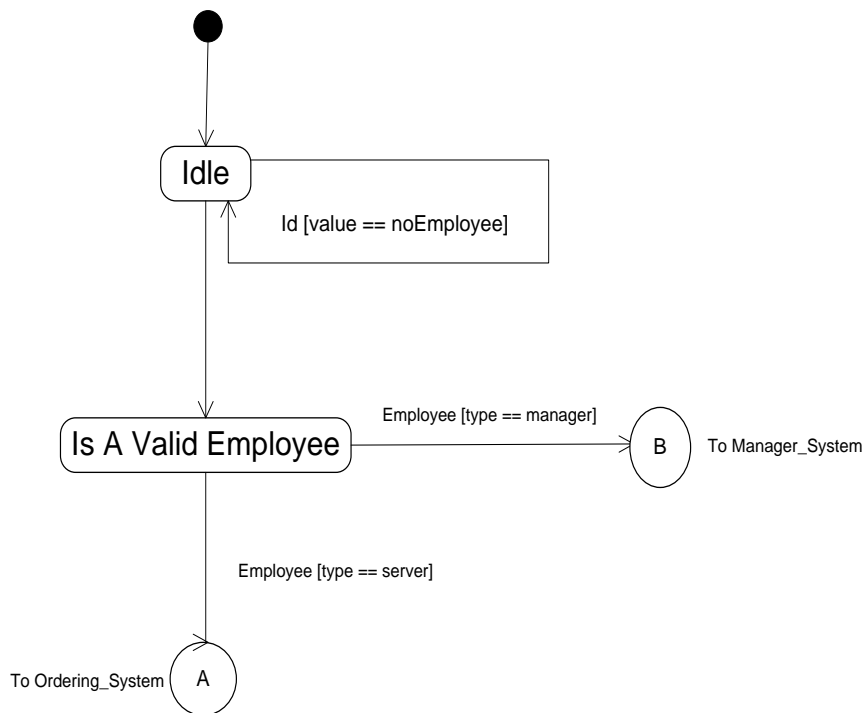 Idle
Id [value == noEmployee]
Employee [type == manager]
Is A Valid Employee
B
To Manager_System
Employee [type == server]
To Ordering_System
A